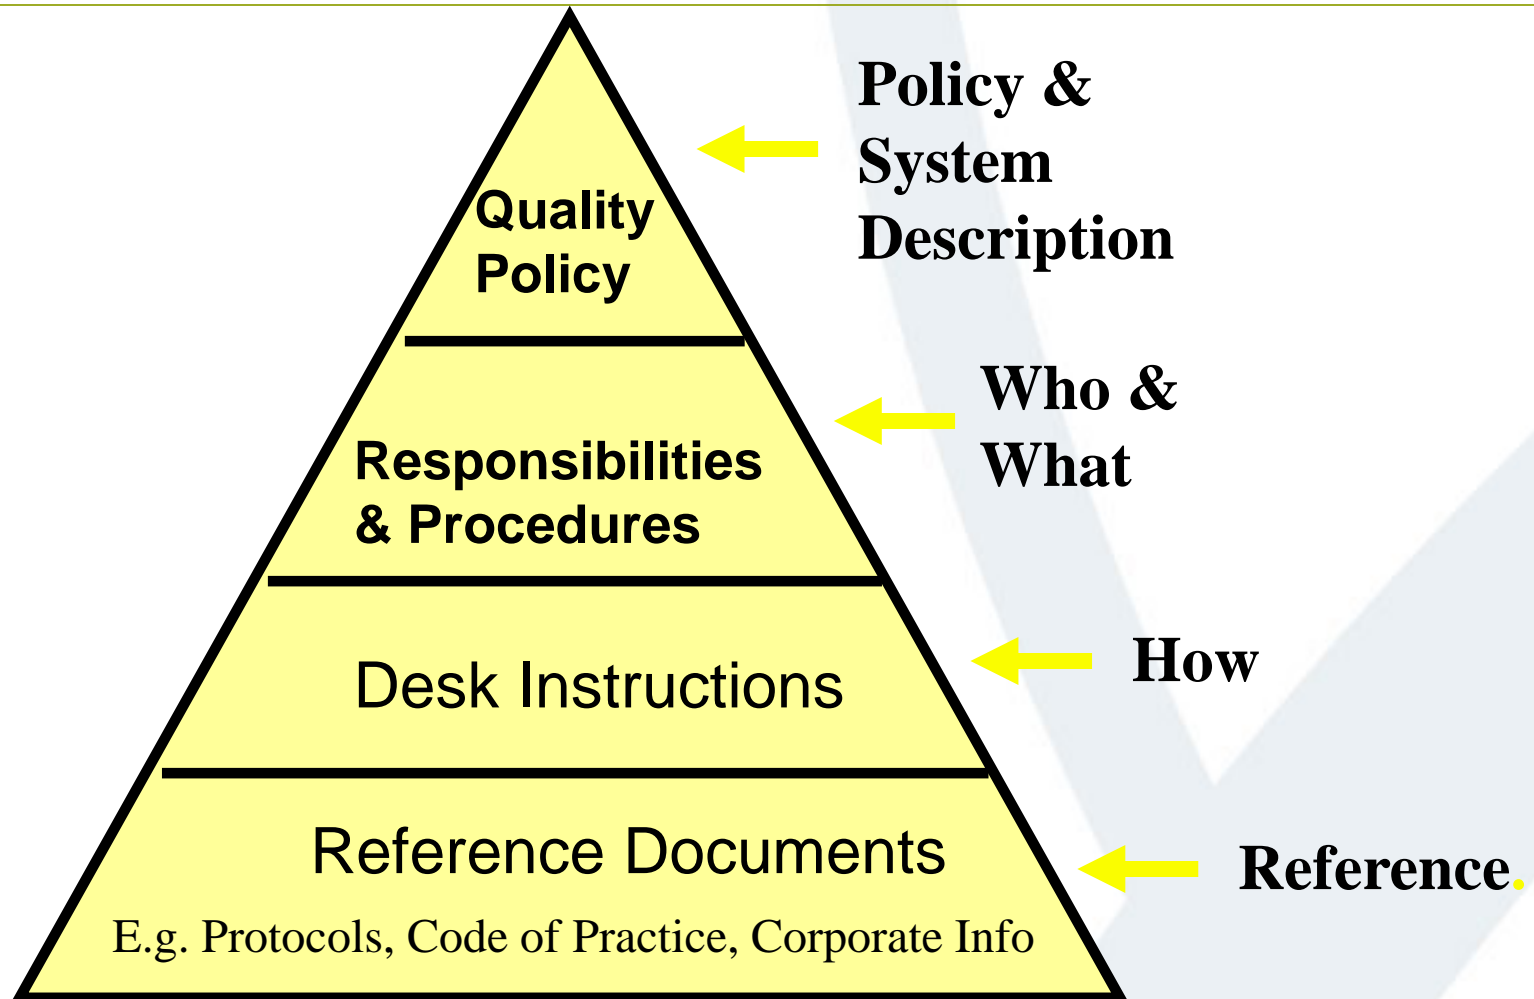 Policy &
System
Description
Quality
Policy
Who &
What
Responsibilities
& Procedures
How
Desk Instructions
Reference Documents
Reference.
E.g. Protocols, Code of Practice, Corporate Info